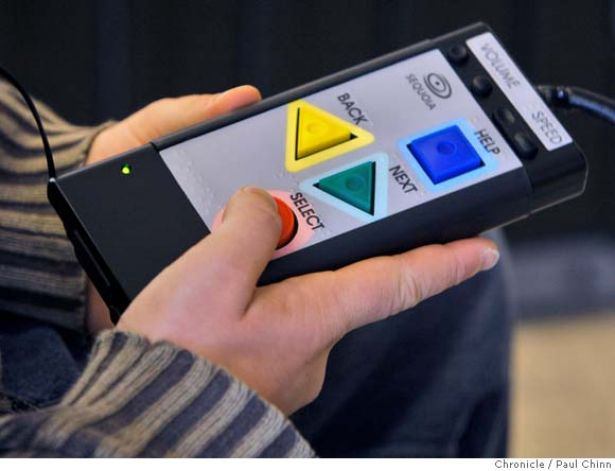 VOLUME
SPEED
SEQUOIA
HELP
BACK
NEXT
SELECT
Chronicle / Paul Chinn